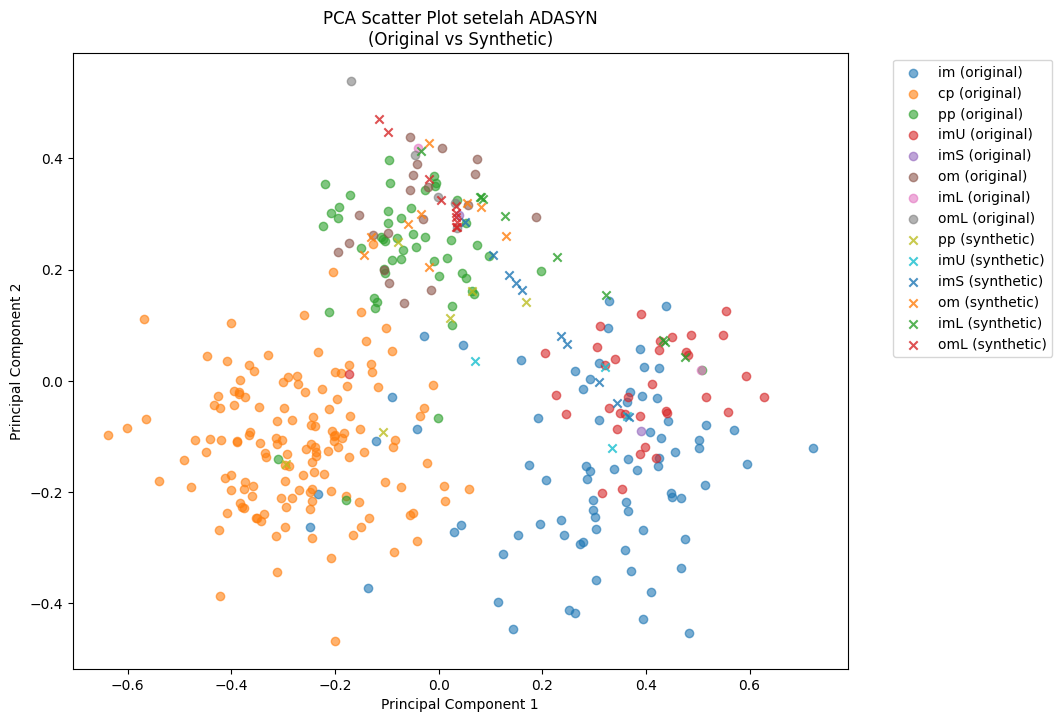 PCA Scatter Plot setelah ADASYN
(Original vs Synthetic)
im (original)
cp (original)
pp (original)
imU (original)
imS (original)
om (original)
imL (original)
omL (original)
pp (synthetic)
imU (synthetic)
imS (synthetic)
om (synthetic)
imL (synthetic)
omL (synthetic)
Principal Component 2
0.4
0.2
0.0
−0.2
−0.4
−0.6
−0.4
−0.2
0.0
0.2
0.4
0.6
Principal Component 1